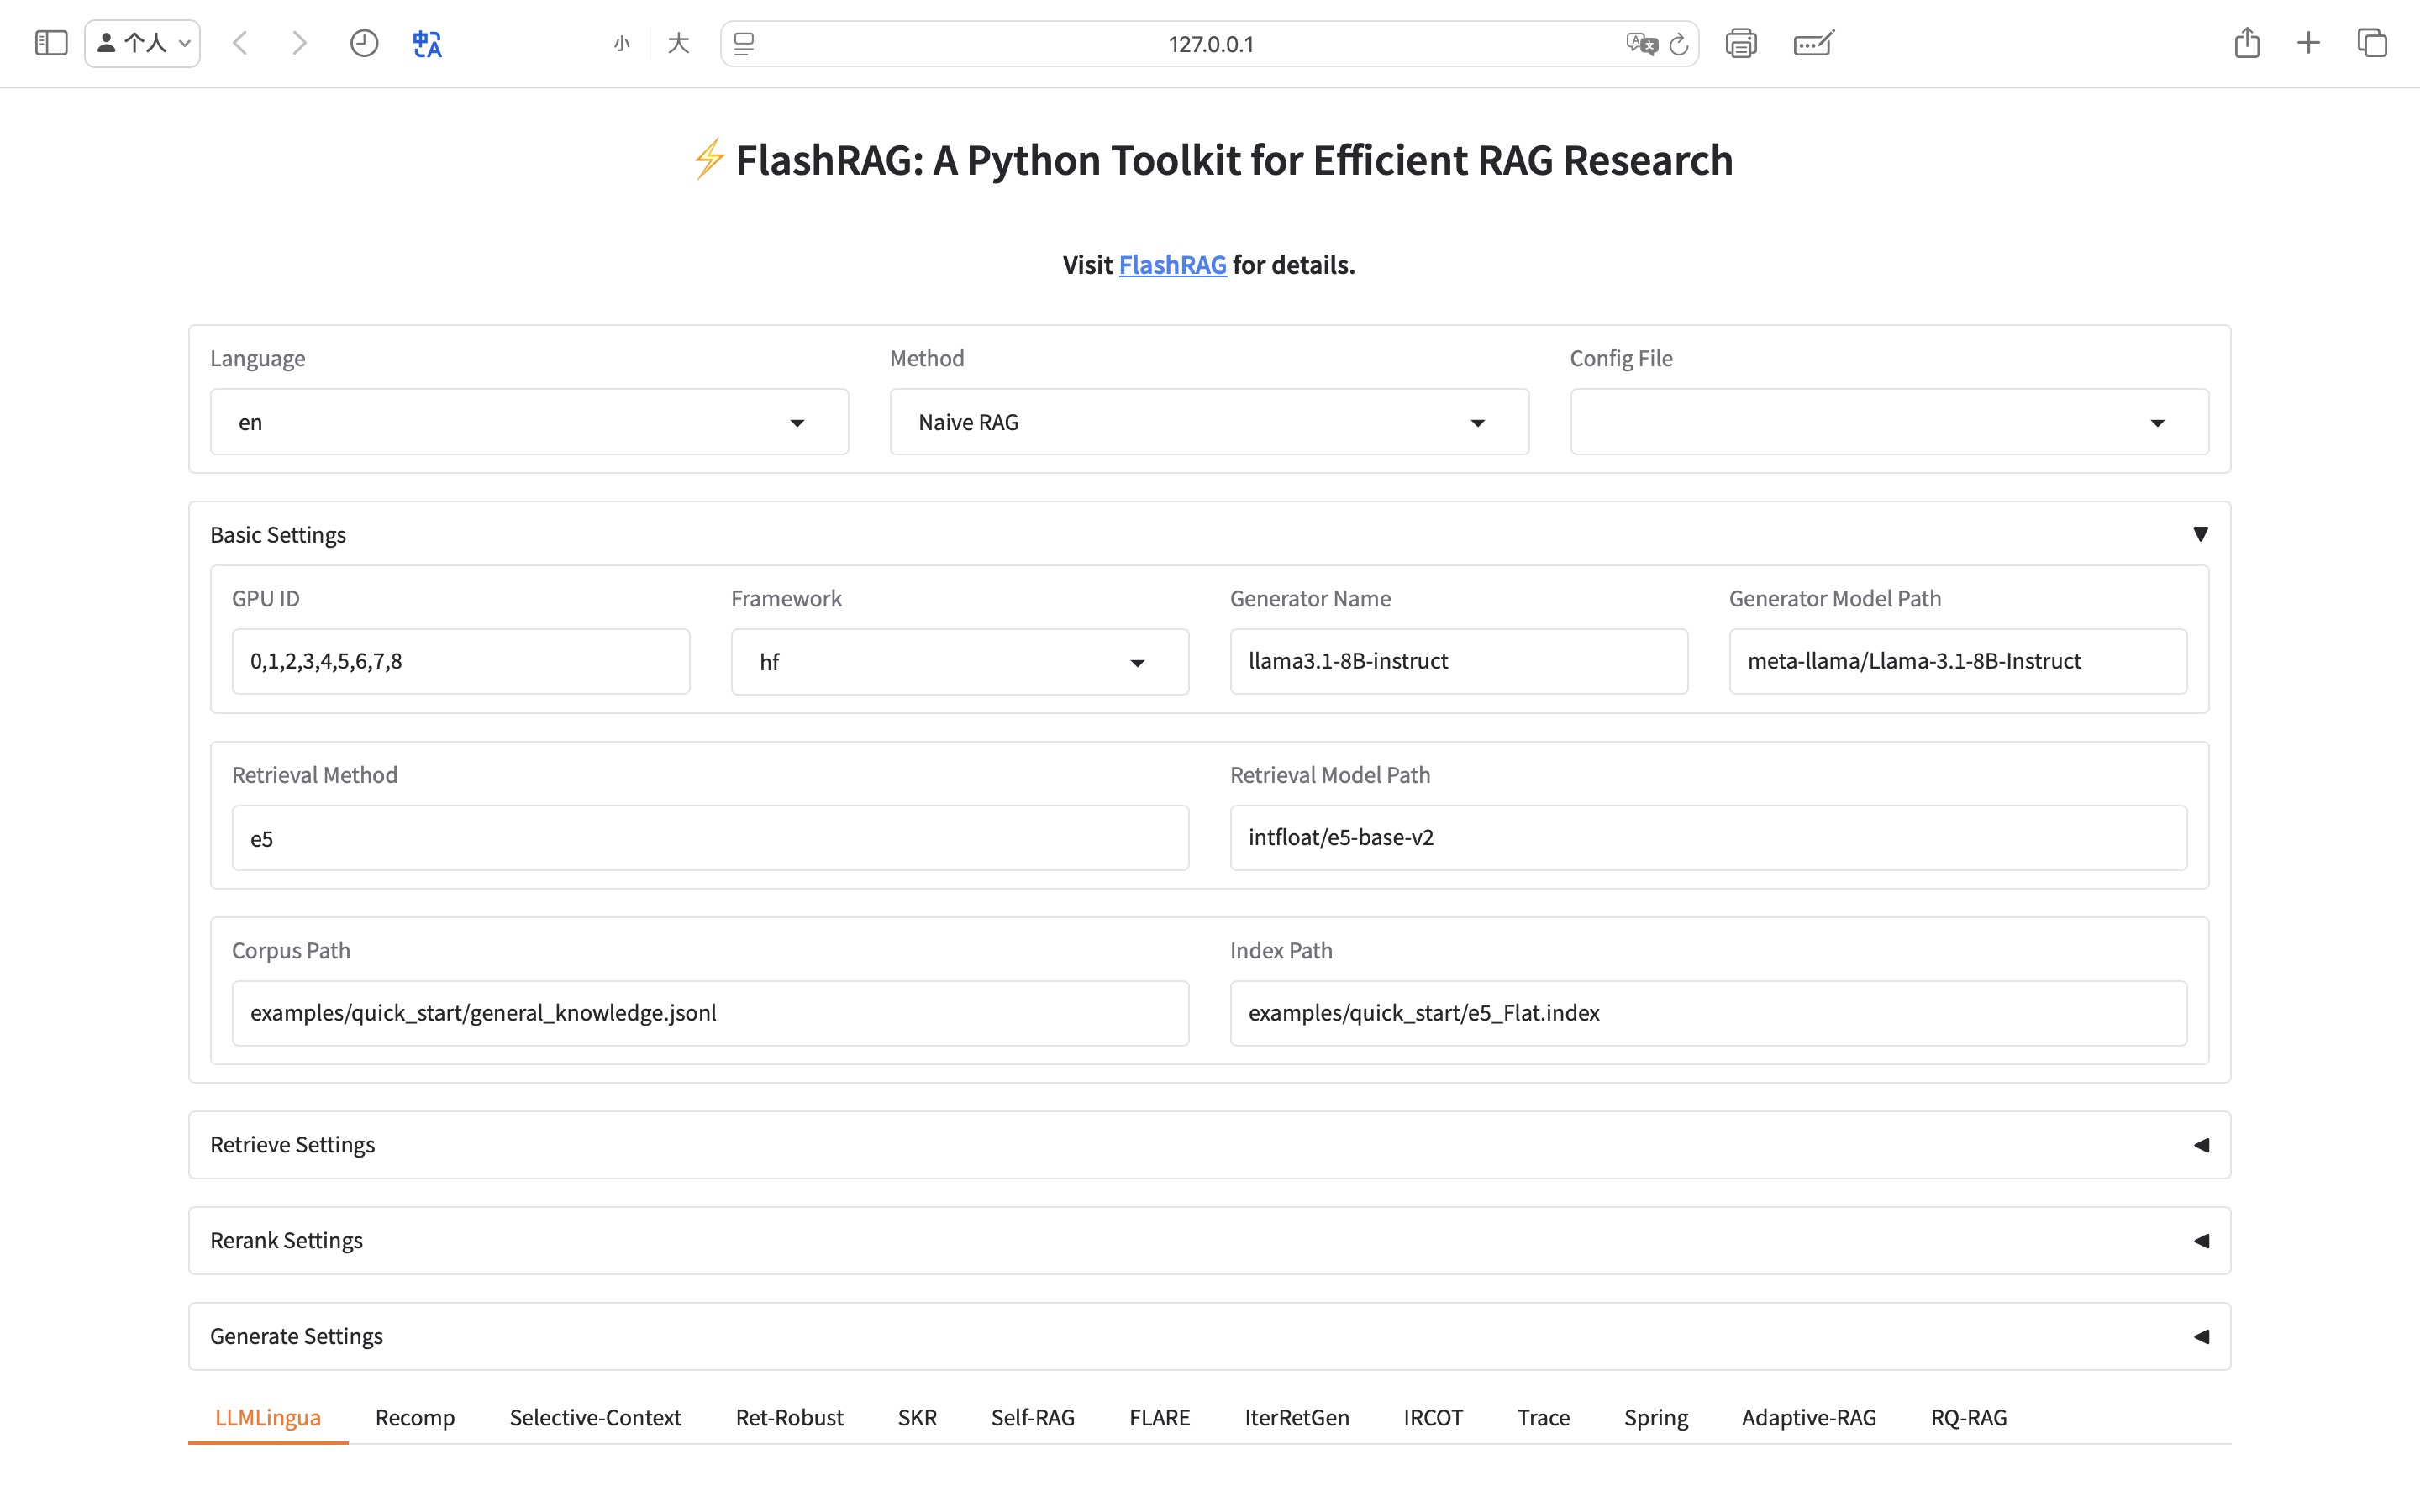 个人
小 大
127.0.0.1
⚡FlashRAG: A Python Toolkit for Efficient RAG Research
Visit FlashRAG for details.
Language Method Config File
en Naive RAG
Basic Settings
GPU ID Framework Generator Name Generator Model Path
0,1,2,3,4,5,6,7,8 hf llama3.1-8B-instruct meta-llama/Llama-3.1-8B-Instruct
Retrieval Method Retrieval Model Path
e5 intfloat/e5-base-v2
Corpus Path Index Path
examples/quick_start/general_knowledge.jsonl examples/quick_start/e5_Flat.index
Retrieve Settings
Rerank Settings
Generate Settings
LLMLingua Recomp Selective-Context Ret-Robust SKR Self-RAG FLARE IterRetGen IRCOT Trace Spring Adaptive-RAG RQ-RAG